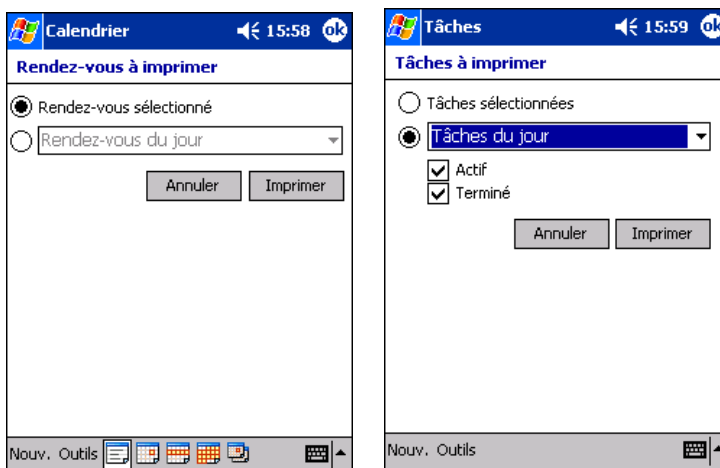 Calendrier 15:58 ok
Rendez-vous à imprimer
Rendez-vous sélectionné
Rendez-vous du jour
Annuler Imprimer
Nouv. Outils
Tâches 15:59 ok
Tâches à imprimer
Tâches sélectionnées
Tâches du jour
Actif
Terminé
Annuler Imprimer
Nouv. Outils